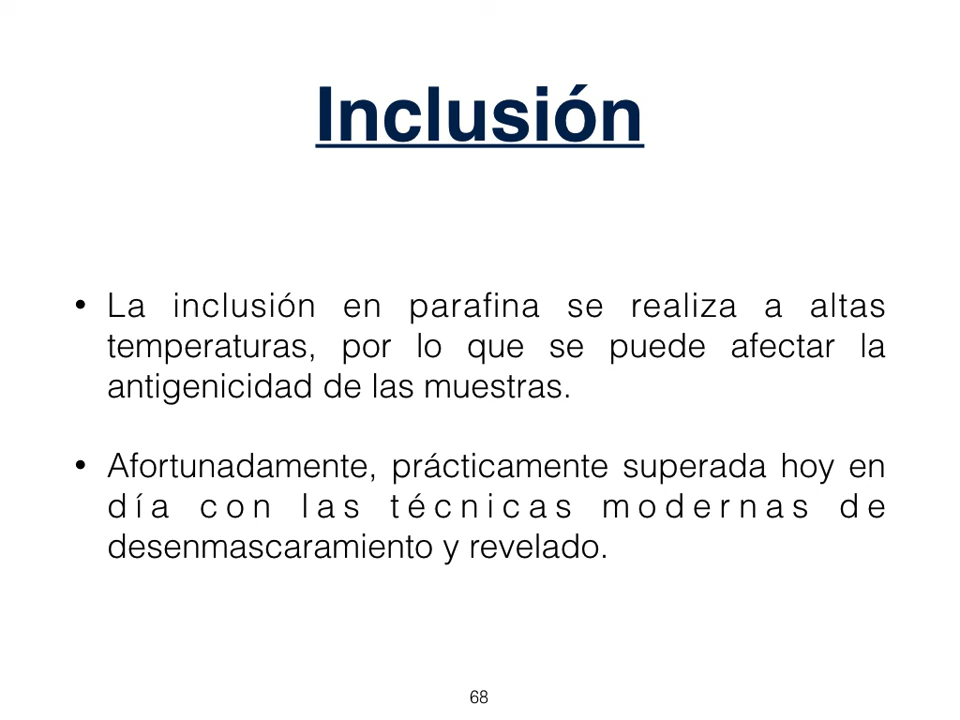 Inclusión
• La inclusión en parafina se realiza a altas
temperaturas, por lo que se puede afectar la
antigenicidad de las muestras.
• Afortunadamente, prácticamente superada hoy en
día con las técnicas modernas de
desenmascaramiento y revelado.
68